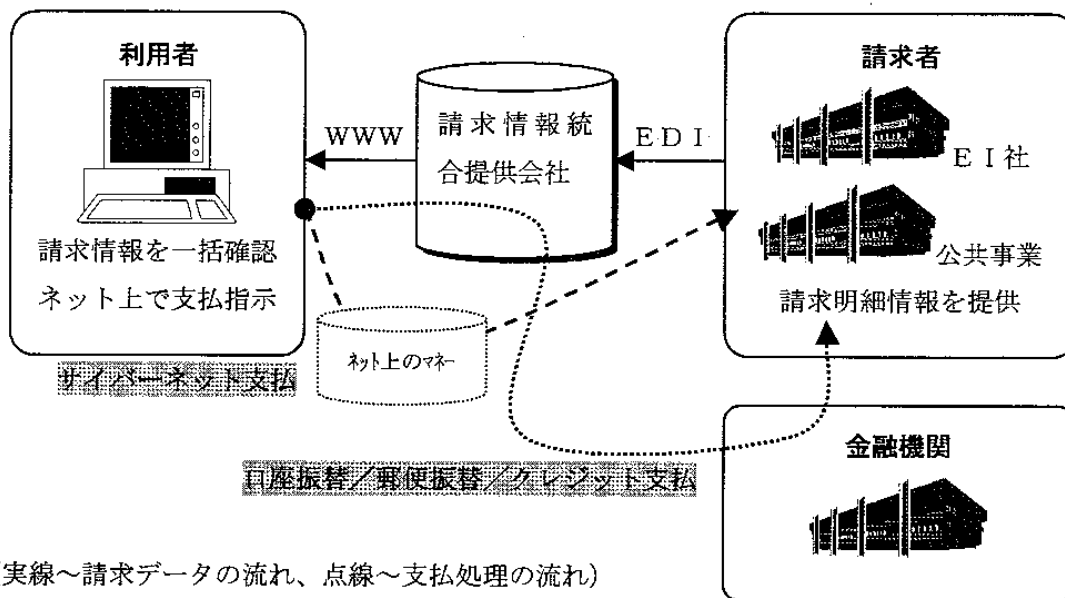 利用者
請求情報を一括確認
ネット上で支払指示
サイバーネット支払
WWW
請求情報統
合提供会社
EDI
請求者
EI社
公共事業
請求明細情報を提供
ネット上のマネー
口座振替/郵便振替/クレジット支払
金融機関
実線~請求データの流れ、点線~支払処理の流れ)